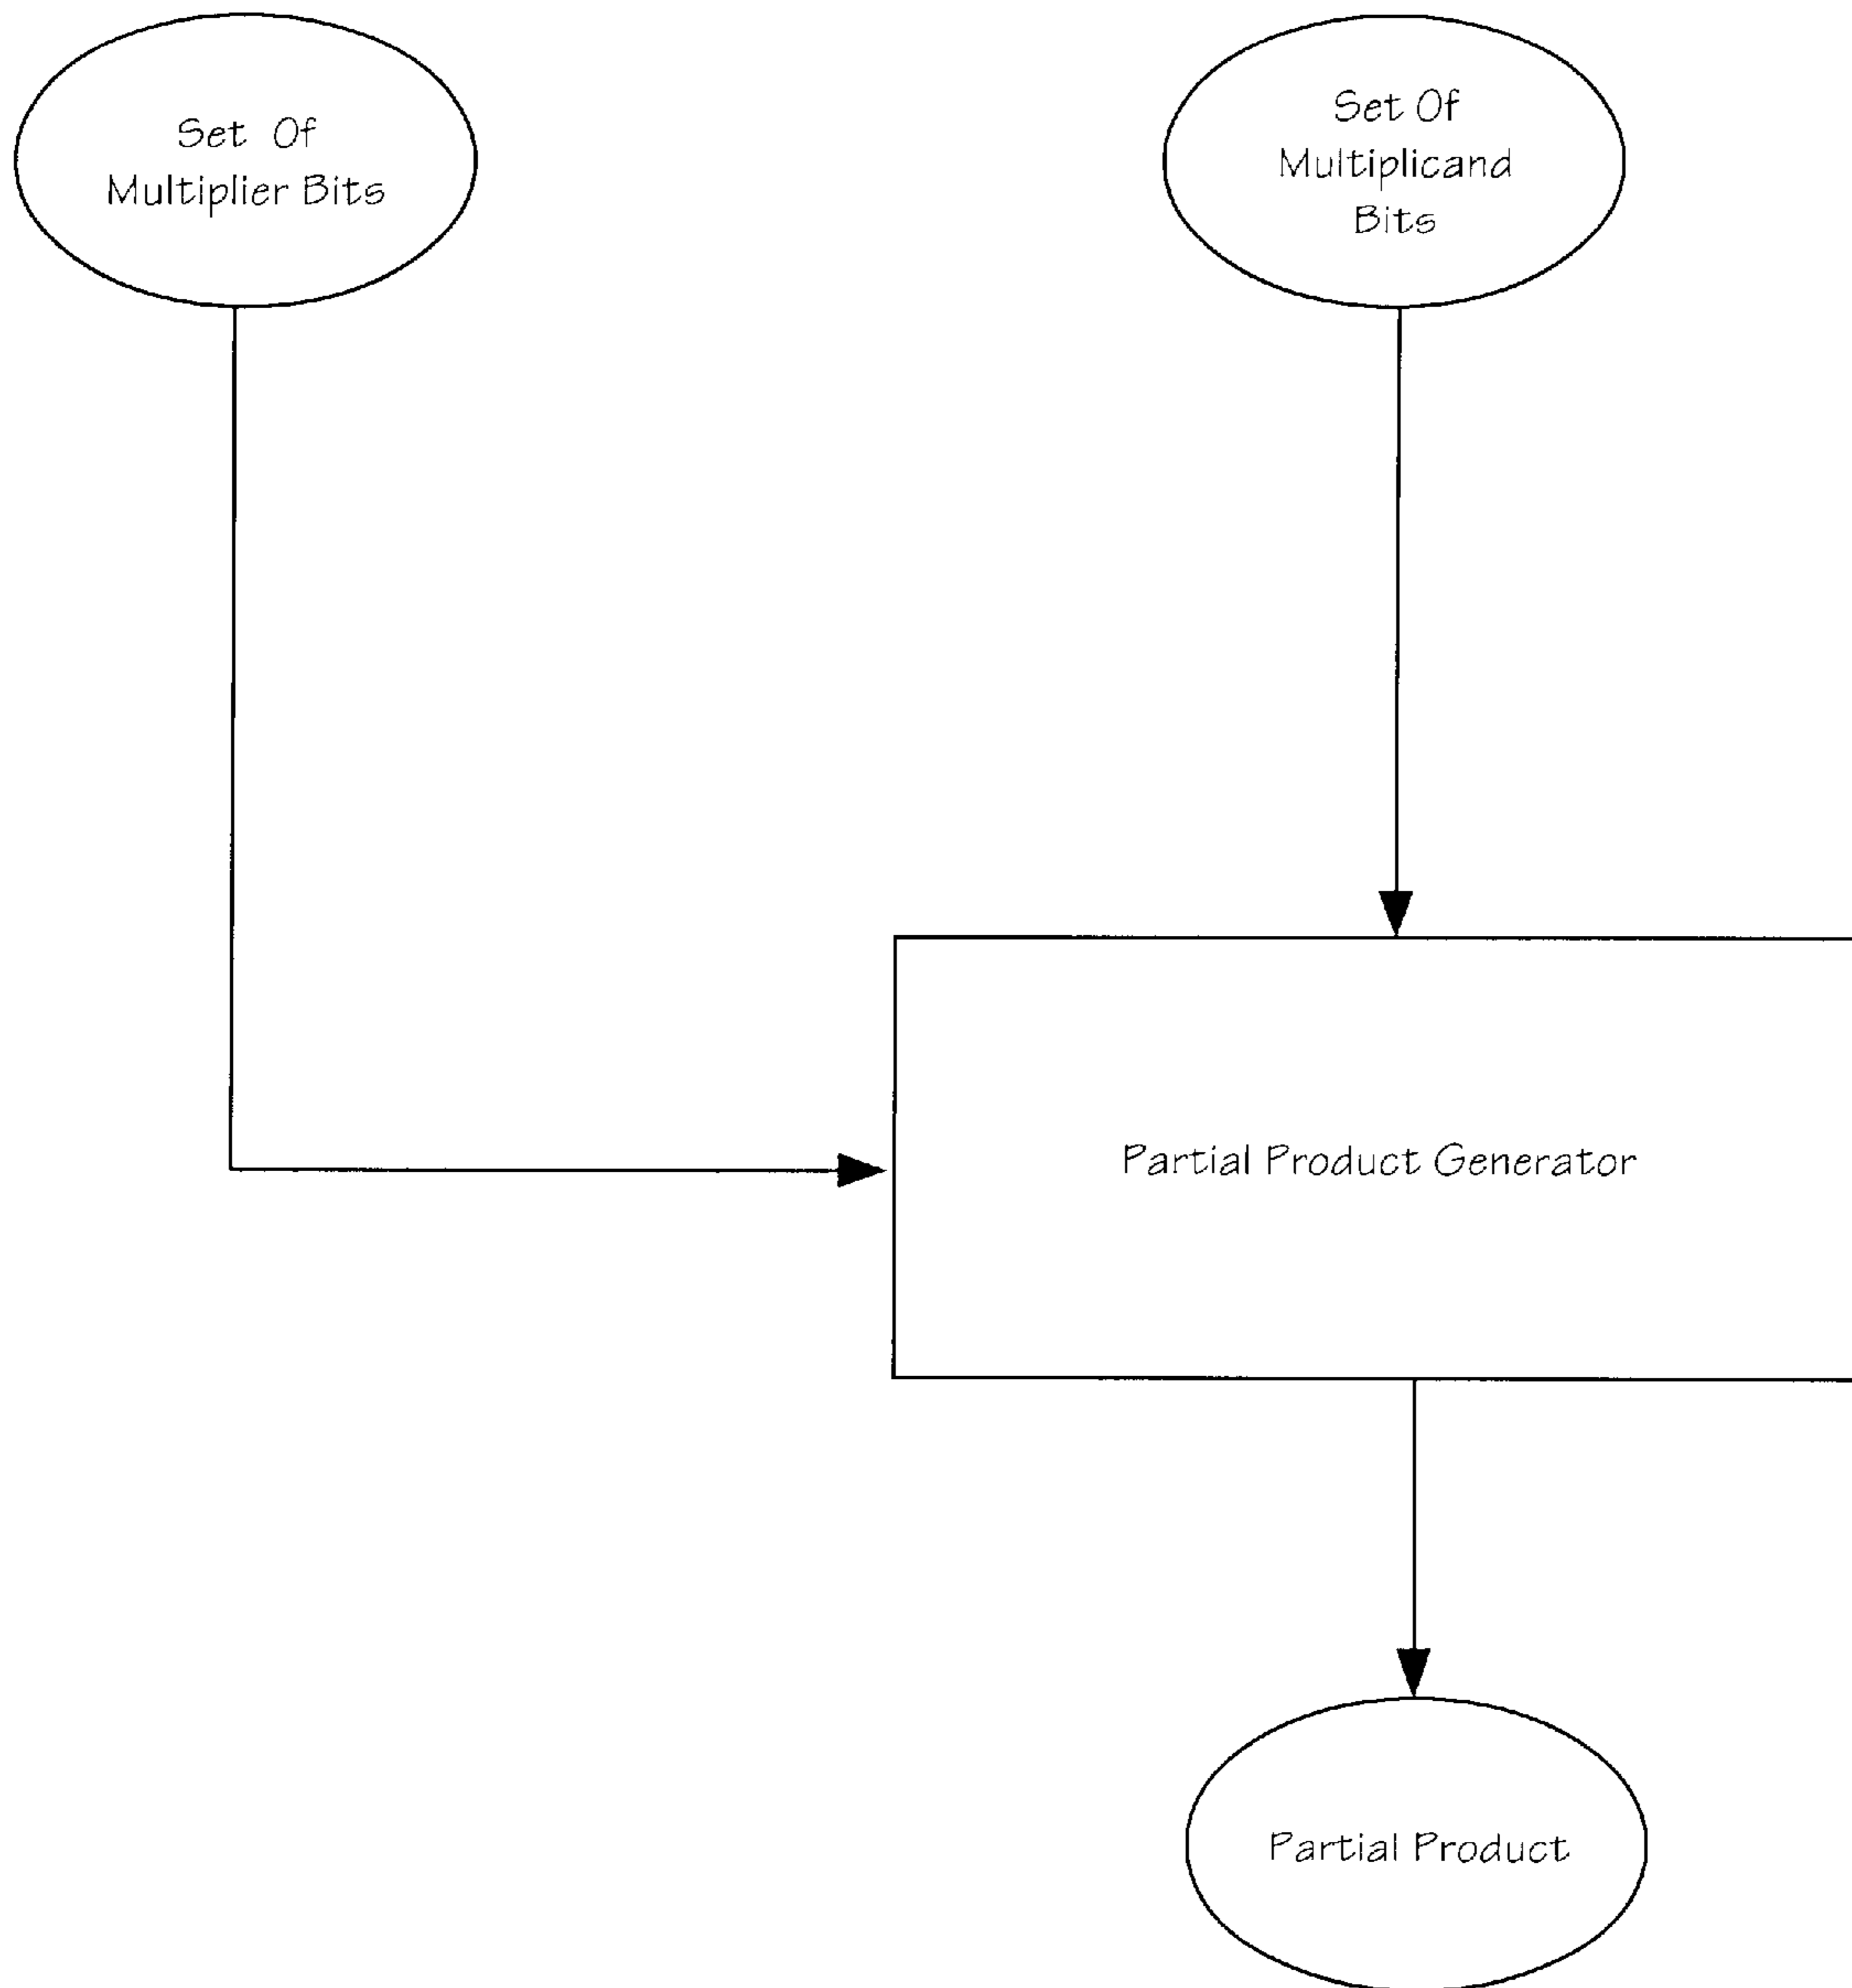 Set Of
Multiplier Bits
Set Of
Multiplicand
Bits
Partial Product Generator
Partial Product